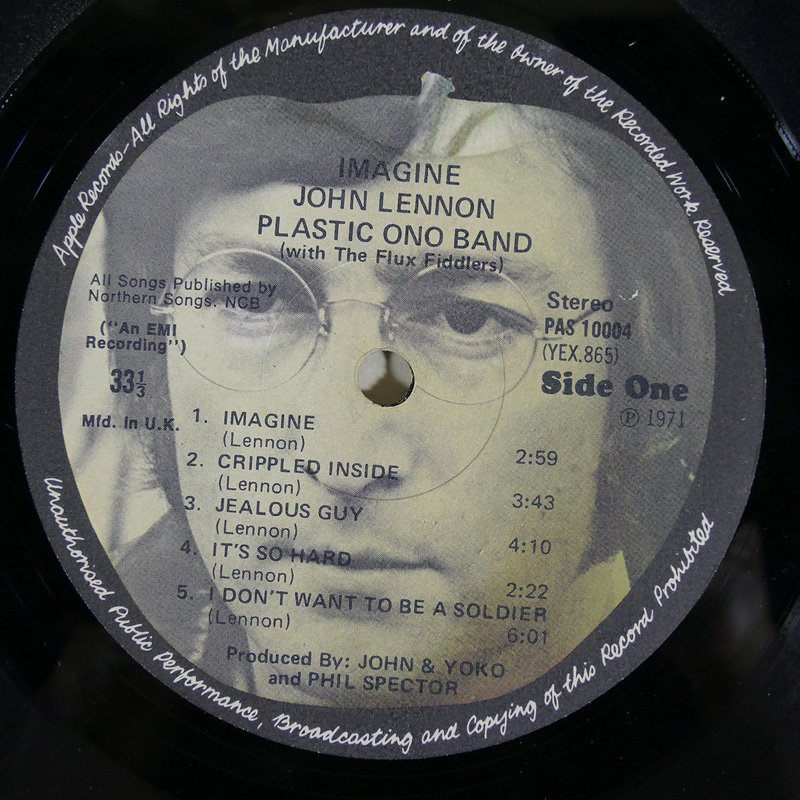 Apple Records - All Rights of the Manufacturer and of the Owner of the Recorded Work Reserved
IMAGINE
JOHN LENNON
PLASTIC ONO BAND
(with The Flux Fiddlers)
All Songs Published by
Northern Songs. NCB
("An EMI
Recording")
33⅓
Mfd. in U.K.
Stereo
PAS 10004
(YEX.865)
Side One
Ⓟ 1971
1. IMAGINE
(Lennon) 2:59
2. CRIPPLED INSIDE
(Lennon) 3:43
3. JEALOUS GUY
(Lennon) 4:10
4. IT'S SO HARD
(Lennon) 2:22
5. I DON'T WANT TO BE A SOLDIER
(Lennon) 6:01
Produced By: JOHN & YOKO
and PHIL SPECTOR
Unauthorised Public Performance, Broadcasting and Copying of this Record Prohibited